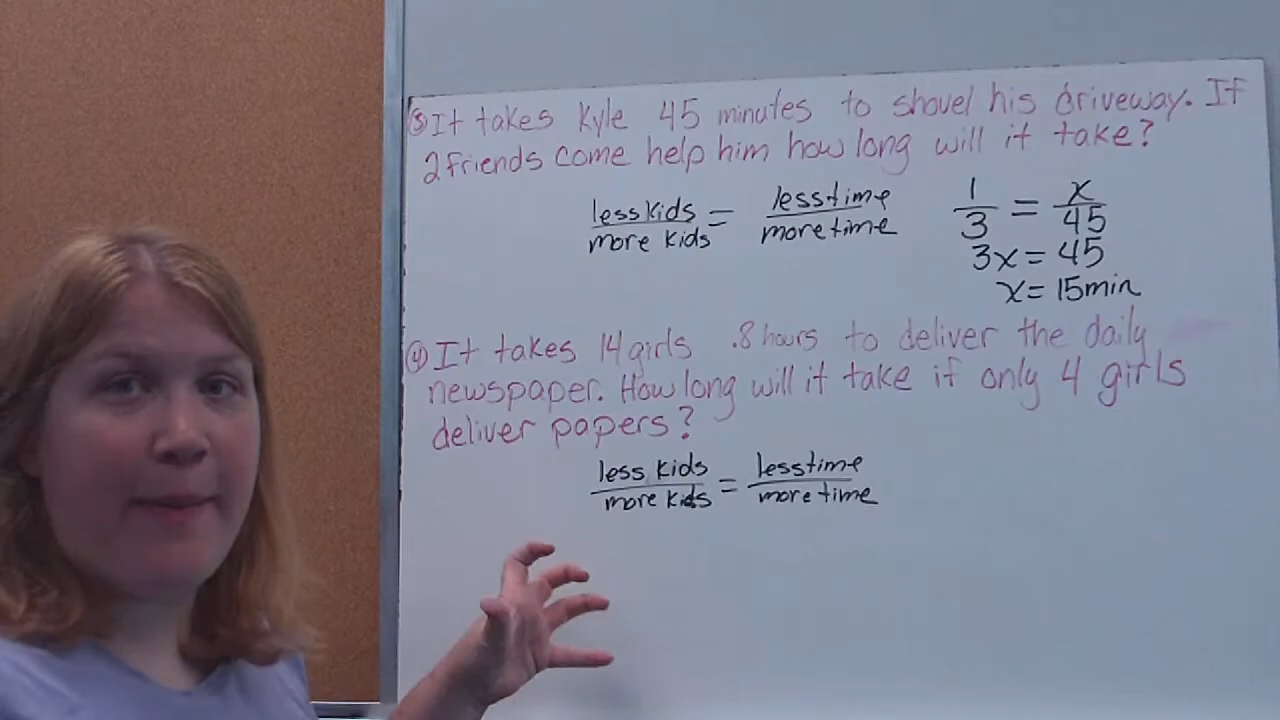 ③ It takes Kyle 45 minutes to shovel his driveway. If
2 friends come help him how long will it take?
less kids / more kids = less time / more time
1/3 = x/45
3x = 45
x = 15min
④ It takes 14 girls .8 hours to deliver the daily
newspaper. How long will it take if only 4 girls
deliver papers?
less kids / more kids = less time / more time